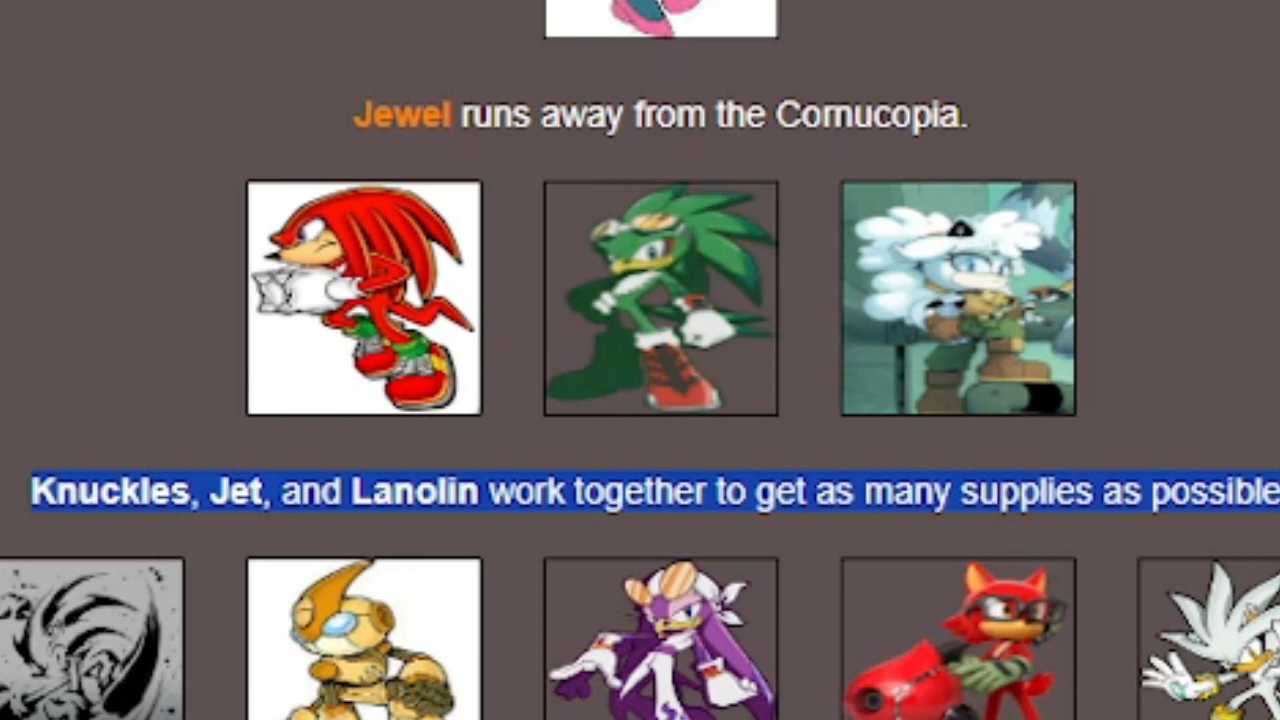 Jewel runs away from the Cornucopia.
Knuckles, Jet, and Lanolin work together to get as many supplies as possible